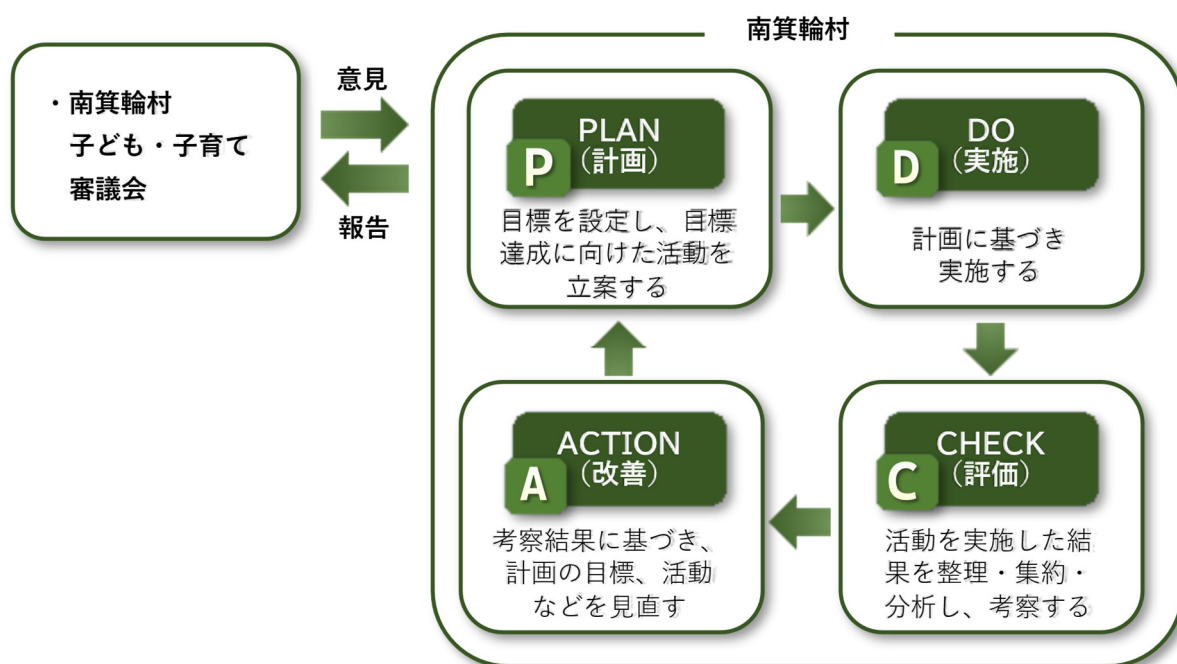 南箕輪村
・南箕輪村
子ども・子育て
審議会
意見
報告
PLAN
（計画）
P
目標を設定し、目標
達成に向けた活動を
立案する
DO
（実施）
D
計画に基づき
実施する
ACTION
（改善）
A
考察結果に基づき、
計画の目標、活動
などを見直す
CHECK
（評価）
C
活動を実施した結
果を整理・集約・
分析し、考察する